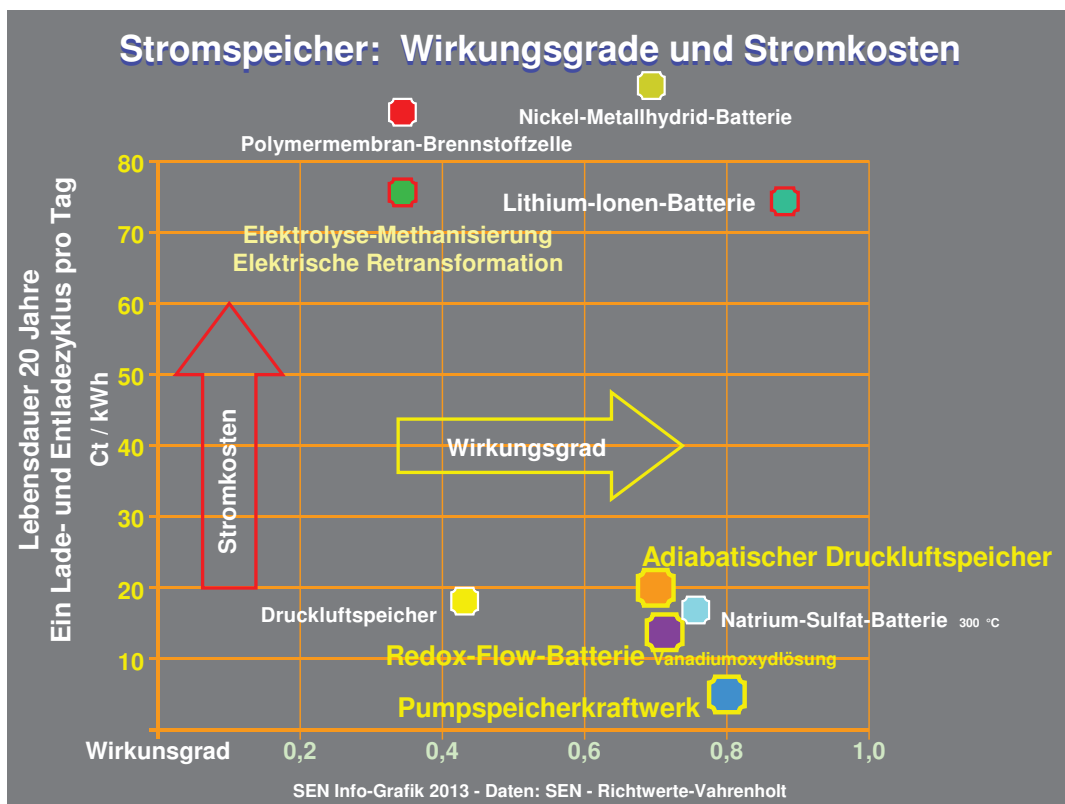 Stromspeicher: Wirkungsgrade und Stromkosten
Nickel-Metallhydrid-Batterie
Polymermembran-Brennstoffzelle
80
Lithium-Ionen-Batterie
70
Elektrolyse-Methanisierung
Elektrische Retransformation
60
50
40
30
20
10
Lebensdauer 20 Jahre
Ein Lade- und Entladezyklus pro Tag
Ct / kWh
Stromkosten
Wirkungsgrad
Adiabatischer Druckluftspeicher
Druckluftspeicher
Natrium-Sulfat-Batterie 300 °C
Redox-Flow-Batterie Vanadiumoxydlösung
Pumpspeicherkraftwerk
Wirkunsgrad 0,2 0,4 0,6 0,8 1,0
SEN Info-Grafik 2013 - Daten: SEN - Richtwerte-Vahrenholt